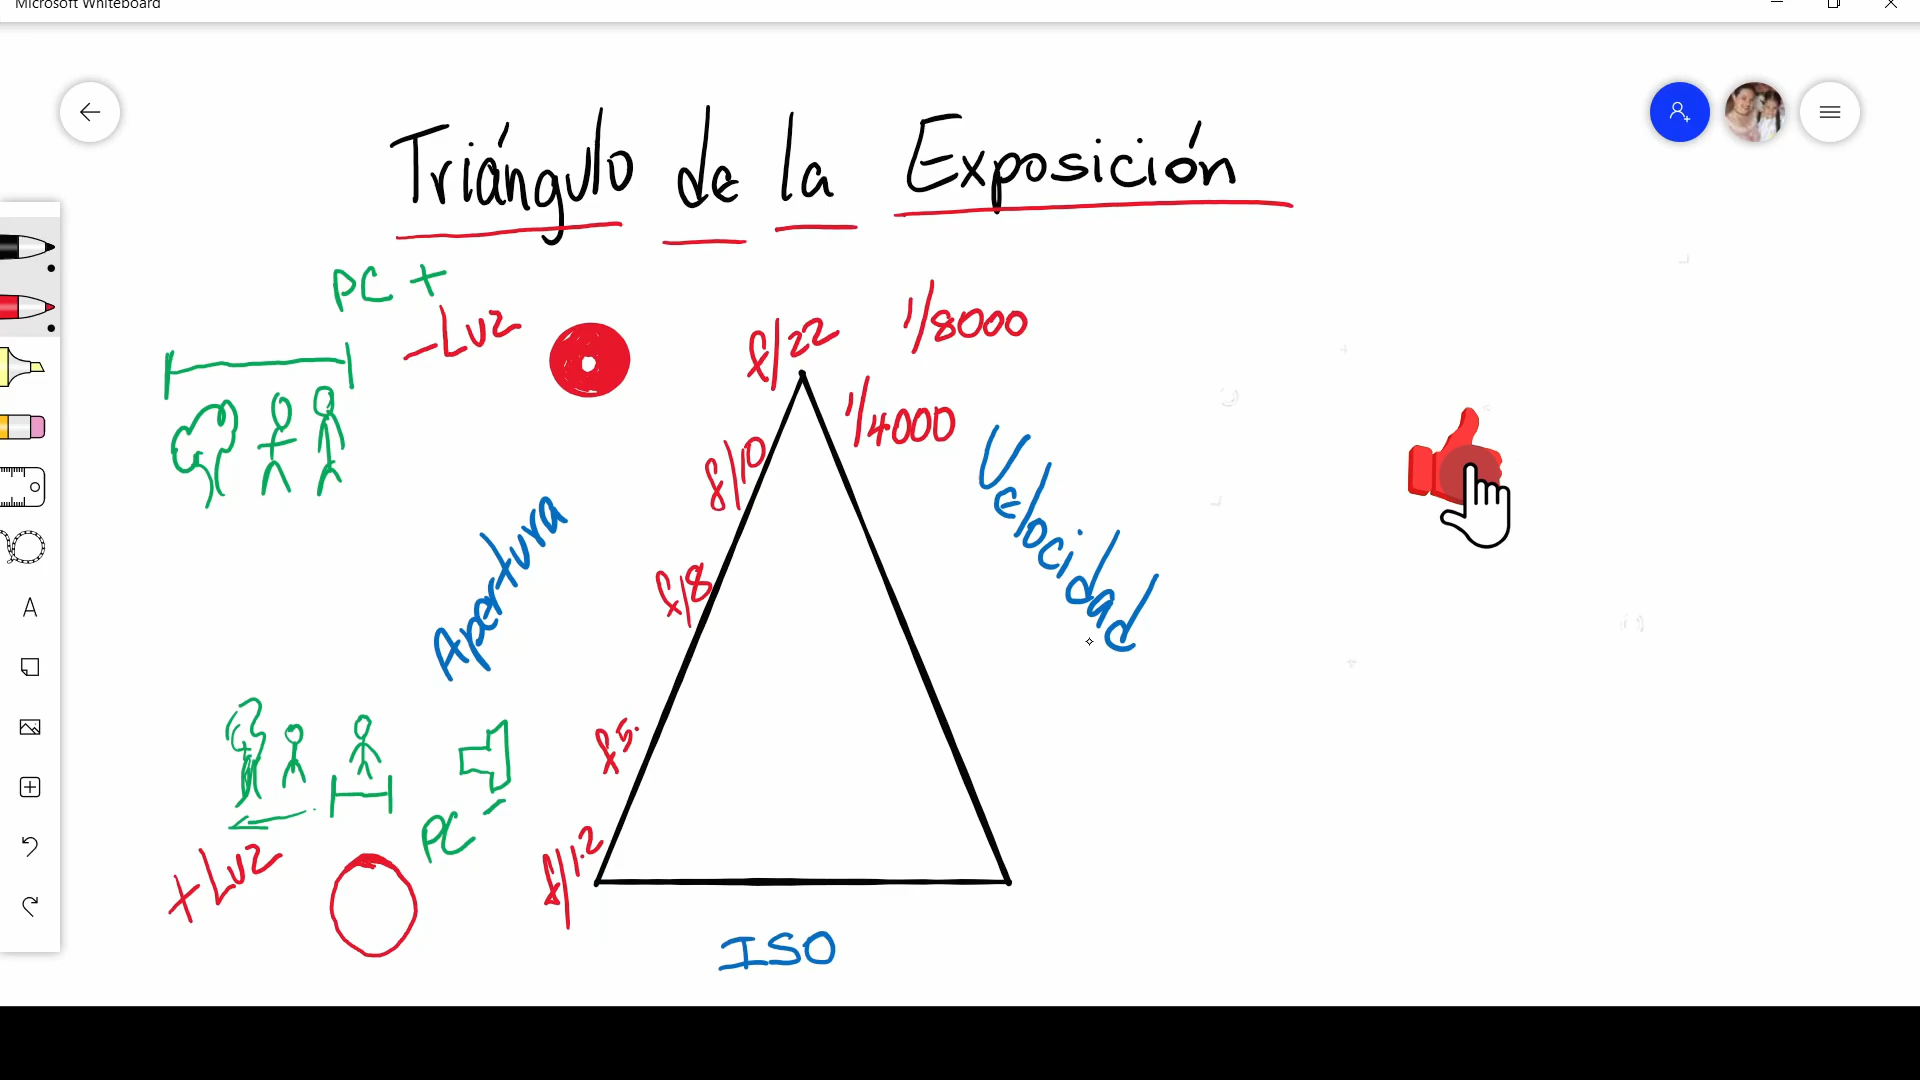 Microsoft Whiteboard
Triángulo de la Exposición
PC +
-Luz
f/22
1/8000
1/4000
f/10
Velocidad
Apertura
f/8
f5.
PC -
+Luz
f/1.2
ISO
A